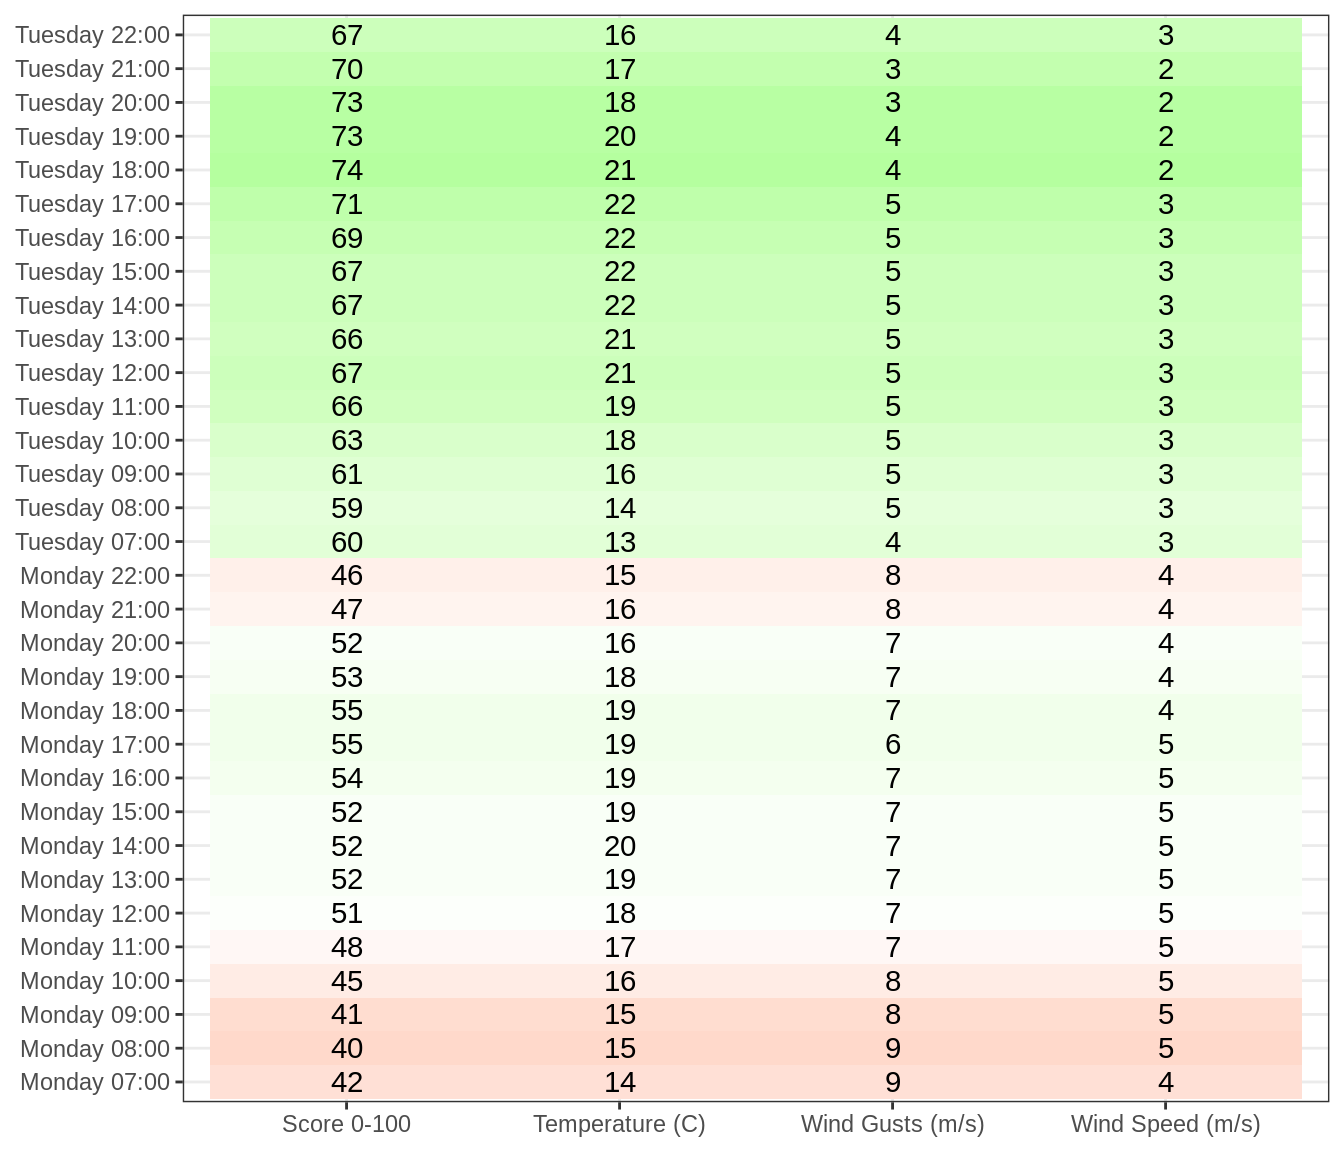 Tuesday 22:00 67 16 4 3
Tuesday 21:00 70 17 3 2
Tuesday 20:00 73 18 3 2
Tuesday 19:00 73 20 4 2
Tuesday 18:00 74 21 4 2
Tuesday 17:00 71 22 5 3
Tuesday 16:00 69 22 5 3
Tuesday 15:00 67 22 5 3
Tuesday 14:00 67 22 5 3
Tuesday 13:00 66 21 5 3
Tuesday 12:00 67 21 5 3
Tuesday 11:00 66 19 5 3
Tuesday 10:00 63 18 5 3
Tuesday 09:00 61 16 5 3
Tuesday 08:00 59 14 5 3
Tuesday 07:00 60 13 4 3
Monday 22:00 46 15 8 4
Monday 21:00 47 16 8 4
Monday 20:00 52 16 7 4
Monday 19:00 53 18 7 4
Monday 18:00 55 19 7 4
Monday 17:00 55 19 6 5
Monday 16:00 54 19 7 5
Monday 15:00 52 19 7 5
Monday 14:00 52 20 7 5
Monday 13:00 52 19 7 5
Monday 12:00 51 18 7 5
Monday 11:00 48 17 7 5
Monday 10:00 45 16 8 5
Monday 09:00 41 15 8 5
Monday 08:00 40 15 9 5
Monday 07:00 42 14 9 4
Score 0-100 Temperature (C) Wind Gusts (m/s) Wind Speed (m/s)